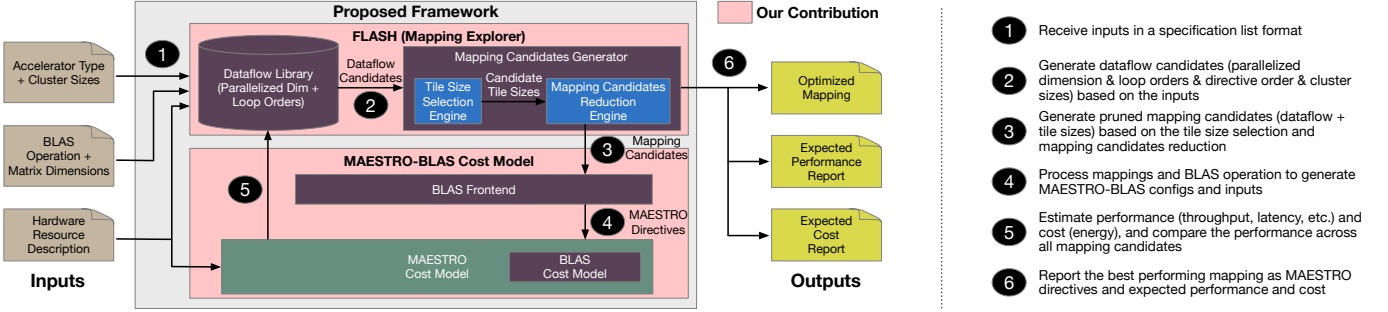 Proposed Framework
Our Contribution
FLASH (Mapping Explorer)
1
Accelerator Type
+ Cluster Sizes
BLAS
Operation +
Matrix Dimensions
Hardware
Resource
Description
Inputs
Dataflow Library
(Parallelized Dim +
Loop Orders)
Dataflow
Candidates
2
Mapping Candidates Generator
Tile Size
Selection
Engine
Candidate
Tile Sizes
Mapping Candidates
Reduction
Engine
3
Mapping
Candidates
MAESTRO-BLAS Cost Model
BLAS Frontend
5
4
MAESTRO
Directives
MAESTRO
Cost Model
BLAS
Cost Model
6
Optimized
Mapping
Expected
Performance
Report
Expected
Cost
Report
Outputs
1
Receive inputs in a specification list format
2
Generate dataflow candidates (parallelized
dimension & loop orders & directive order & cluster
sizes) based on the inputs
3
Generate pruned mapping candidates (dataflow +
tile sizes) based on the tile size selection and
mapping candidates reduction
4
Process mappings and BLAS operation to generate
MAESTRO-BLAS configs and inputs
5
Estimate performance (throughput, latency, etc.) and
cost (energy), and compare the performance across
all mapping candidates
6
Report the best performing mapping as MAESTRO
directives and expected performance and cost